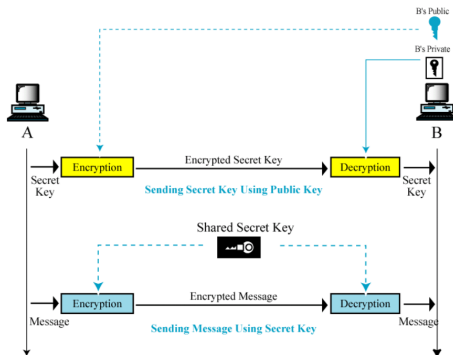 B's Public
B's Private
A
B
Encryption
Encrypted Secret Key
Decryption
Secret
Key
Secret
Key
Sending Secret Key Using Public Key
Shared Secret Key
Encryption
Encrypted Message
Decryption
Message
Message
Sending Message Using Secret Key